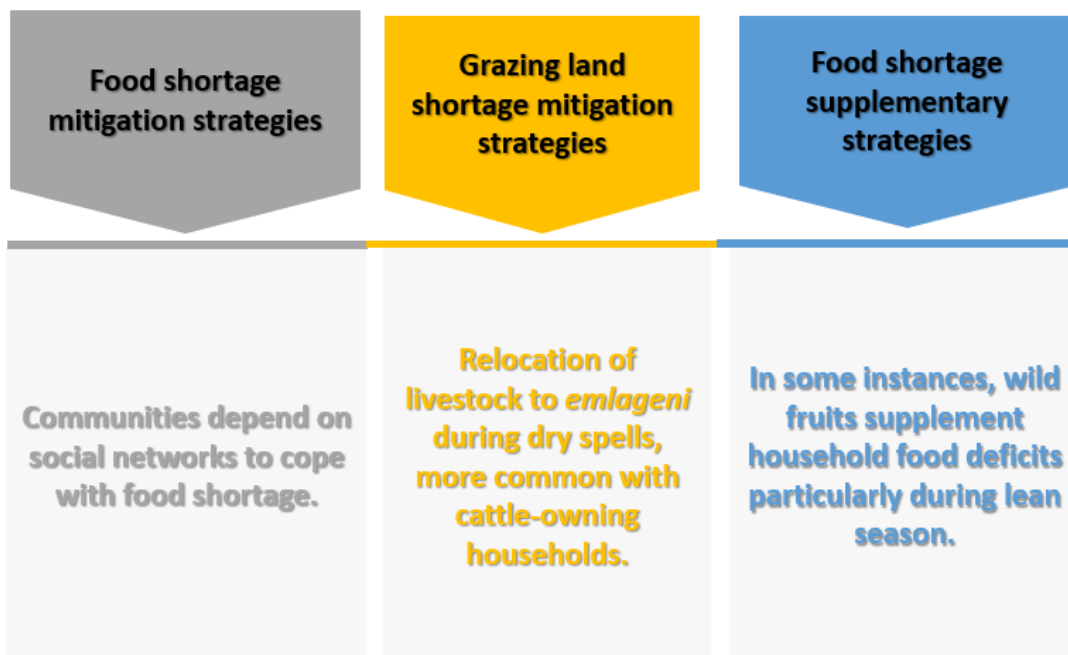 Food shortage
mitigation strategies
Grazing land
shortage mitigation
strategies
Food shortage
supplementary
strategies
Communities depend on
social networks to cope
with food shortage.
Relocation of
livestock to emlageni
during dry spells,
more common with
cattle-owning
households.
In some instances, wild
fruits supplement
household food deficits
particularly during lean
season.